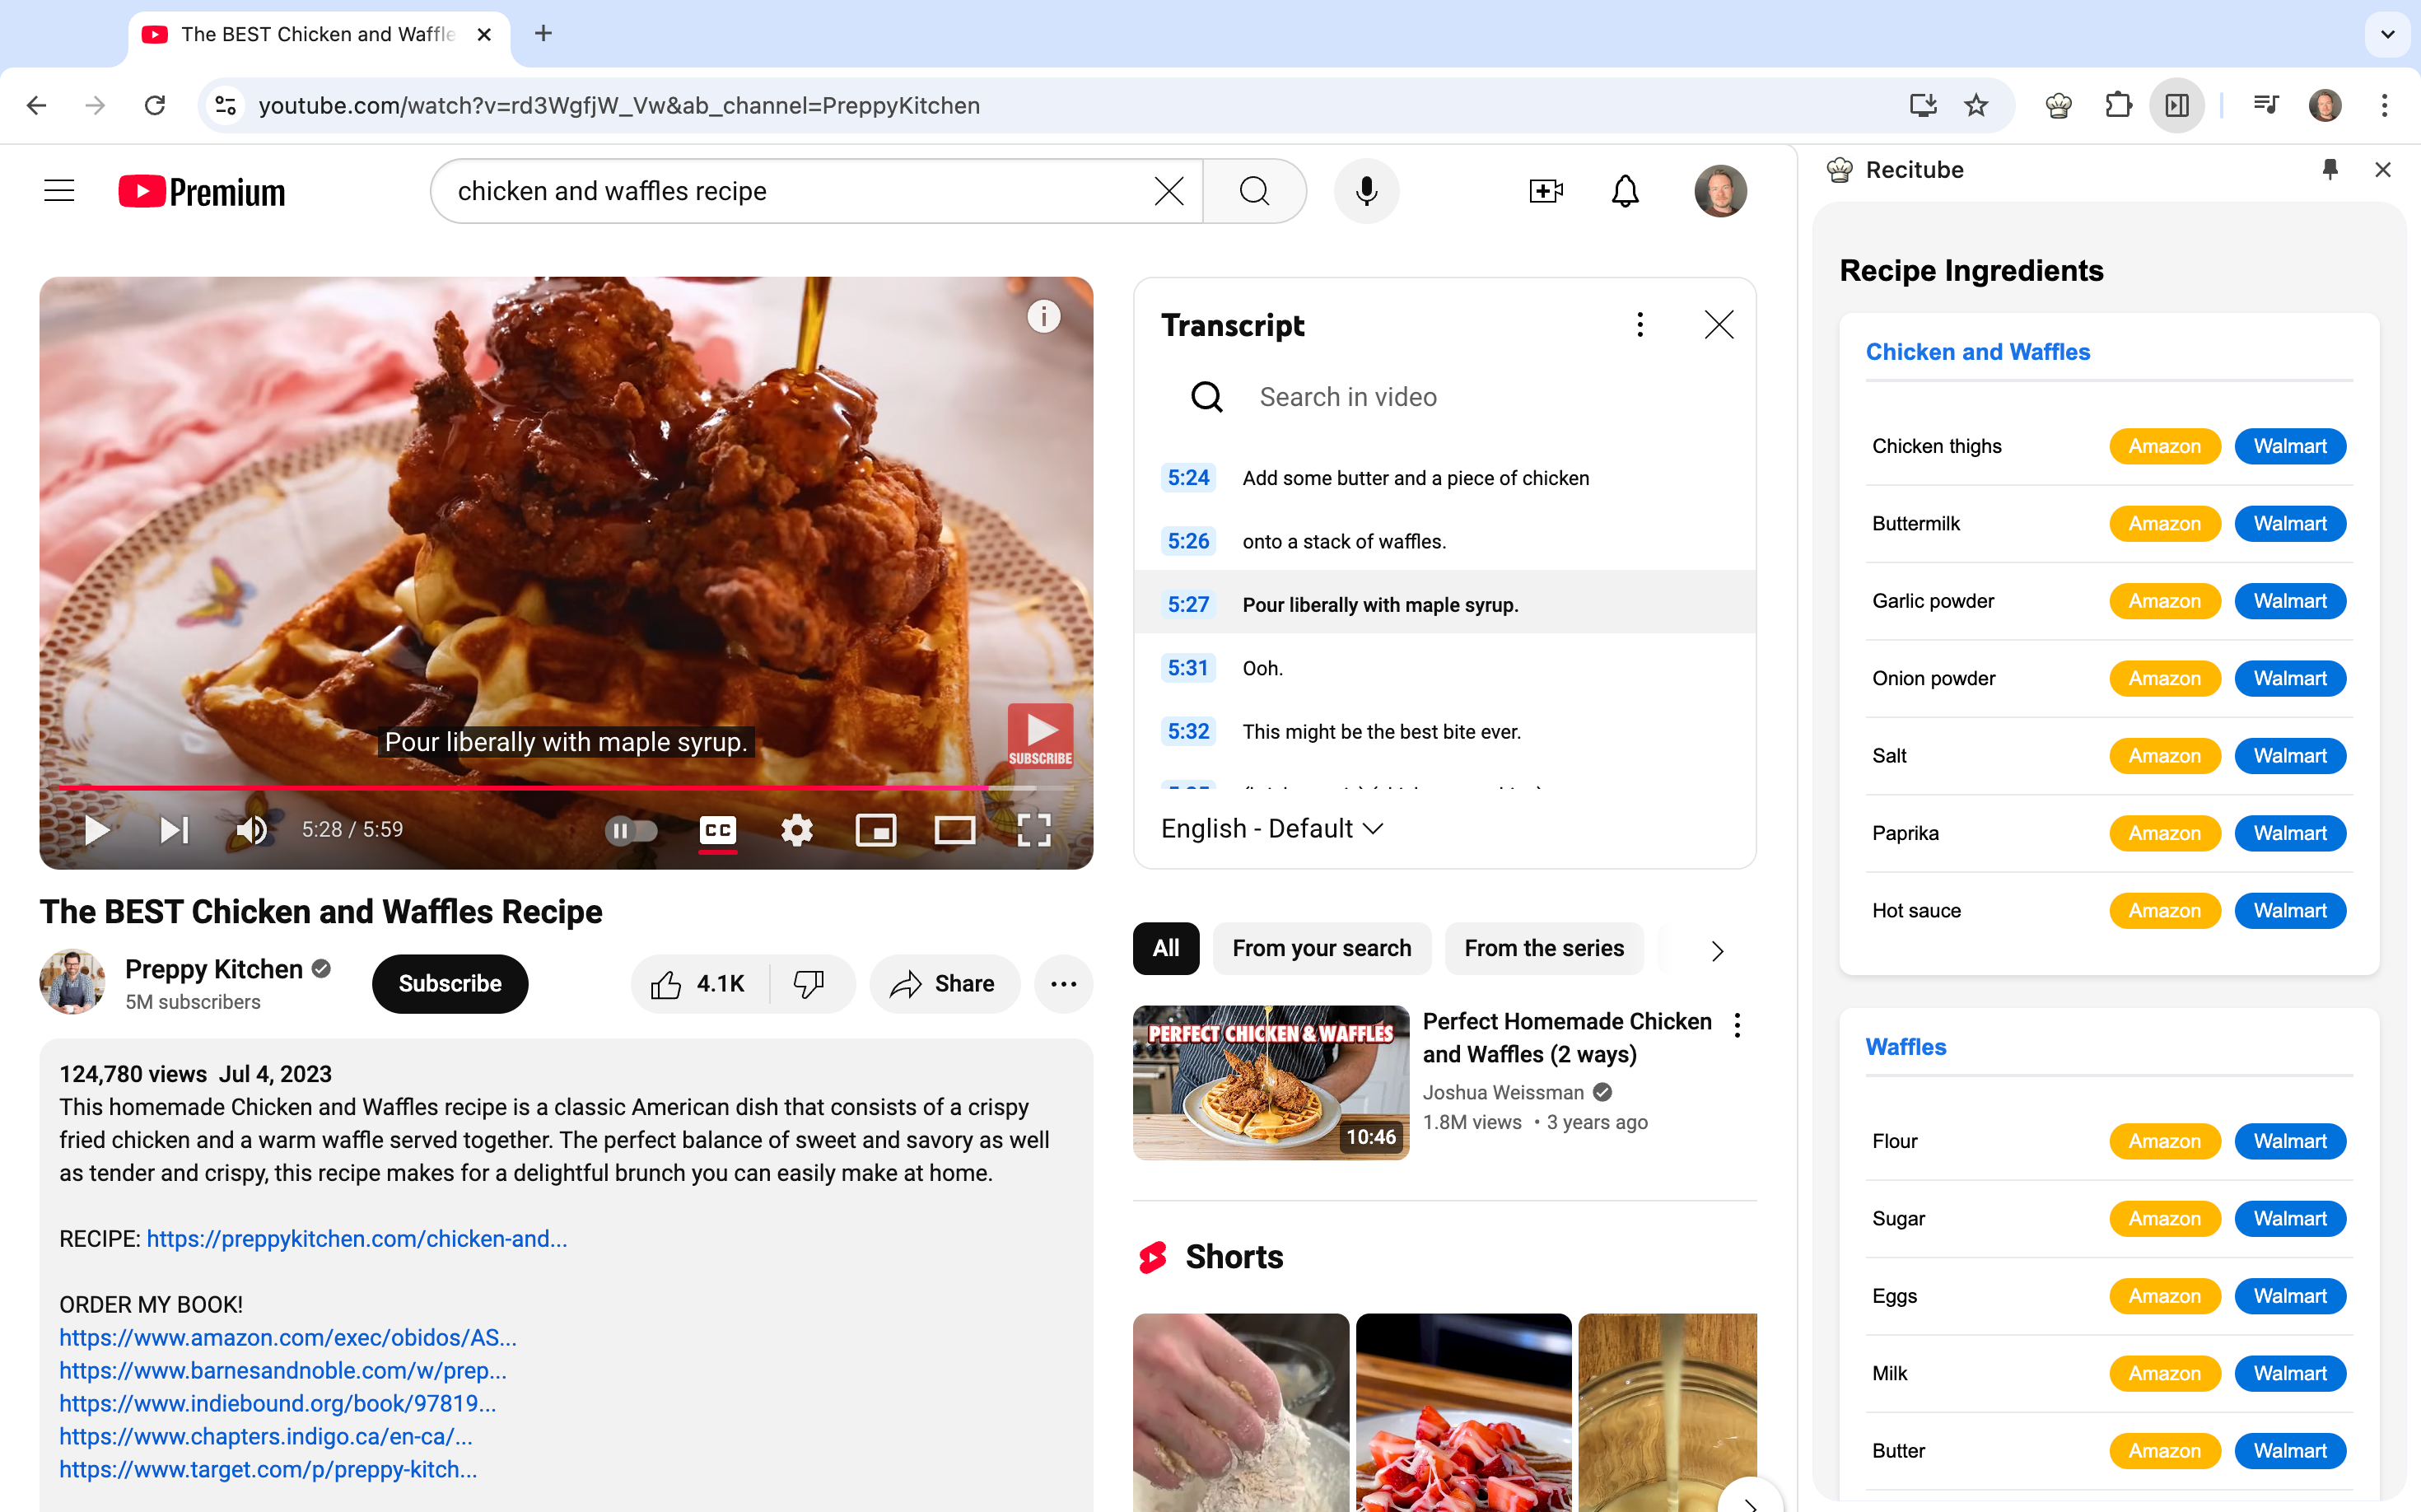 The BEST Chicken and Waffle
youtube.com/watch?v=rd3WgfjW_Vw&ab_channel=PreppyKitchen
Premium
chicken and waffles recipe
Pour liberally with maple syrup.
SUBSCRIBE
5:28 / 5:59
CC
The BEST Chicken and Waffles Recipe
Preppy Kitchen
5M subscribers
Subscribe
4.1K
Share
124,780 views Jul 4, 2023
This homemade Chicken and Waffles recipe is a classic American dish that consists of a crispy
fried chicken and a warm waffle served together. The perfect balance of sweet and savory as well
as tender and crispy, this recipe makes for a delightful brunch you can easily make at home.
RECIPE: https://preppykitchen.com/chicken-and...
ORDER MY BOOK!
https://www.amazon.com/exec/obidos/AS...
https://www.barnesandnoble.com/w/prep...
https://www.indiebound.org/book/97819...
https://www.chapters.indigo.ca/en-ca/...
https://www.target.com/p/preppy-kitch...
Transcript
Search in video
5:24 Add some butter and a piece of chicken
5:26 onto a stack of waffles.
5:27 Pour liberally with maple syrup.
5:31 Ooh.
5:32 This might be the best bite ever.
English - Default
All
From your search
From the series
PERFECT CHICKEN & WAFFLES
10:46
Perfect Homemade Chicken
and Waffles (2 ways)
Joshua Weissman
1.8M views • 3 years ago
Shorts
Recitube
Recipe Ingredients
Chicken and Waffles
Chicken thighs Amazon Walmart
Buttermilk Amazon Walmart
Garlic powder Amazon Walmart
Onion powder Amazon Walmart
Salt Amazon Walmart
Paprika Amazon Walmart
Hot sauce Amazon Walmart
Waffles
Flour Amazon Walmart
Sugar Amazon Walmart
Eggs Amazon Walmart
Milk Amazon Walmart
Butter Amazon Walmart